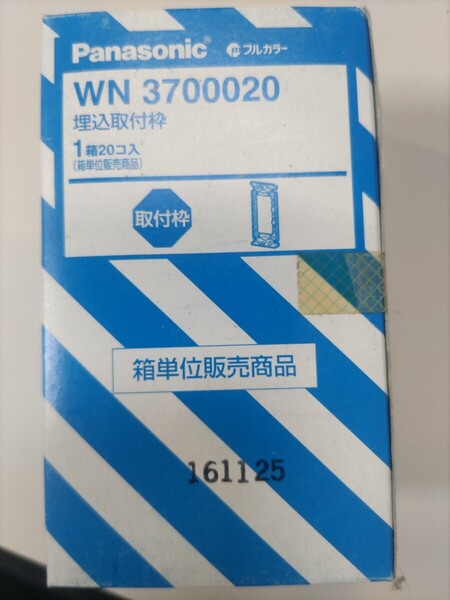 Panasonic フルカラー
WN 3700020
埋込取付枠
1箱20コ入
(箱単位販売商品)
取付枠
箱単位販売商品
161125